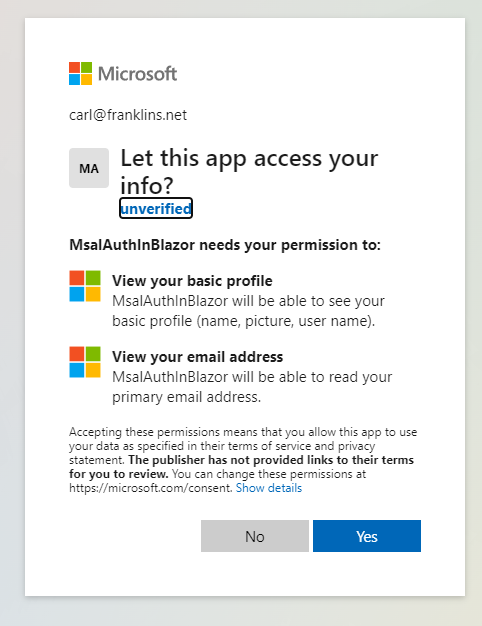 Microsoft
carl@franklins.net
MA
Let this app access your
info?
unverified
MsalAuthInBlazor needs your permission to:
View your basic profile
MsalAuthInBlazor will be able to see your
basic profile (name, picture, user name).
View your email address
MsalAuthInBlazor will be able to read your
primary email address.
Accepting these permissions means that you allow this app to use
your data as specified in their terms of service and privacy
statement. The publisher has not provided links to their terms
for you to review. You can change these permissions at
https://microsoft.com/consent. Show details
No
Yes